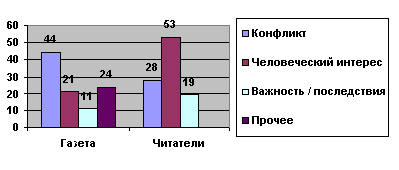 60
50
40
30
20
10
0
44
21
11
24
28
53
19
Газета
Читатели
Конфликт
Человеческий интерес
Важность / последствия
Прочее